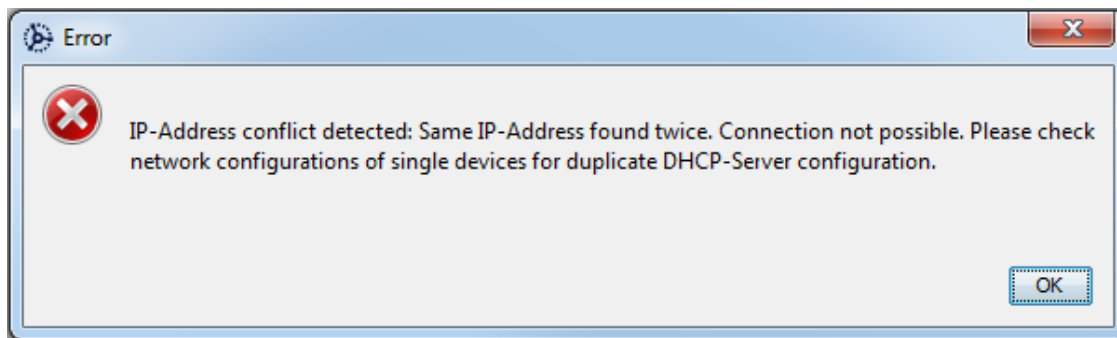 Error
IP-Address conflict detected: Same IP-Address found twice. Connection not possible. Please check
network configurations of single devices for duplicate DHCP-Server configuration.
OK